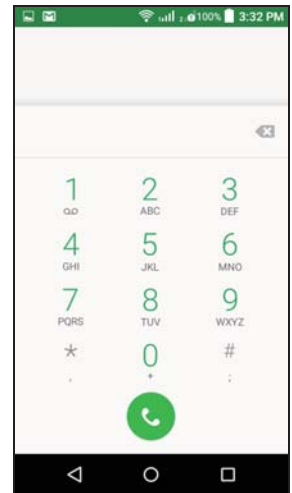 100% 3:32 PM
1 2 3
ABC DEF
4 5 6
GHI JKL MNO
7 8 9
PQRS TUV WXYZ
* 0 #
, + ;